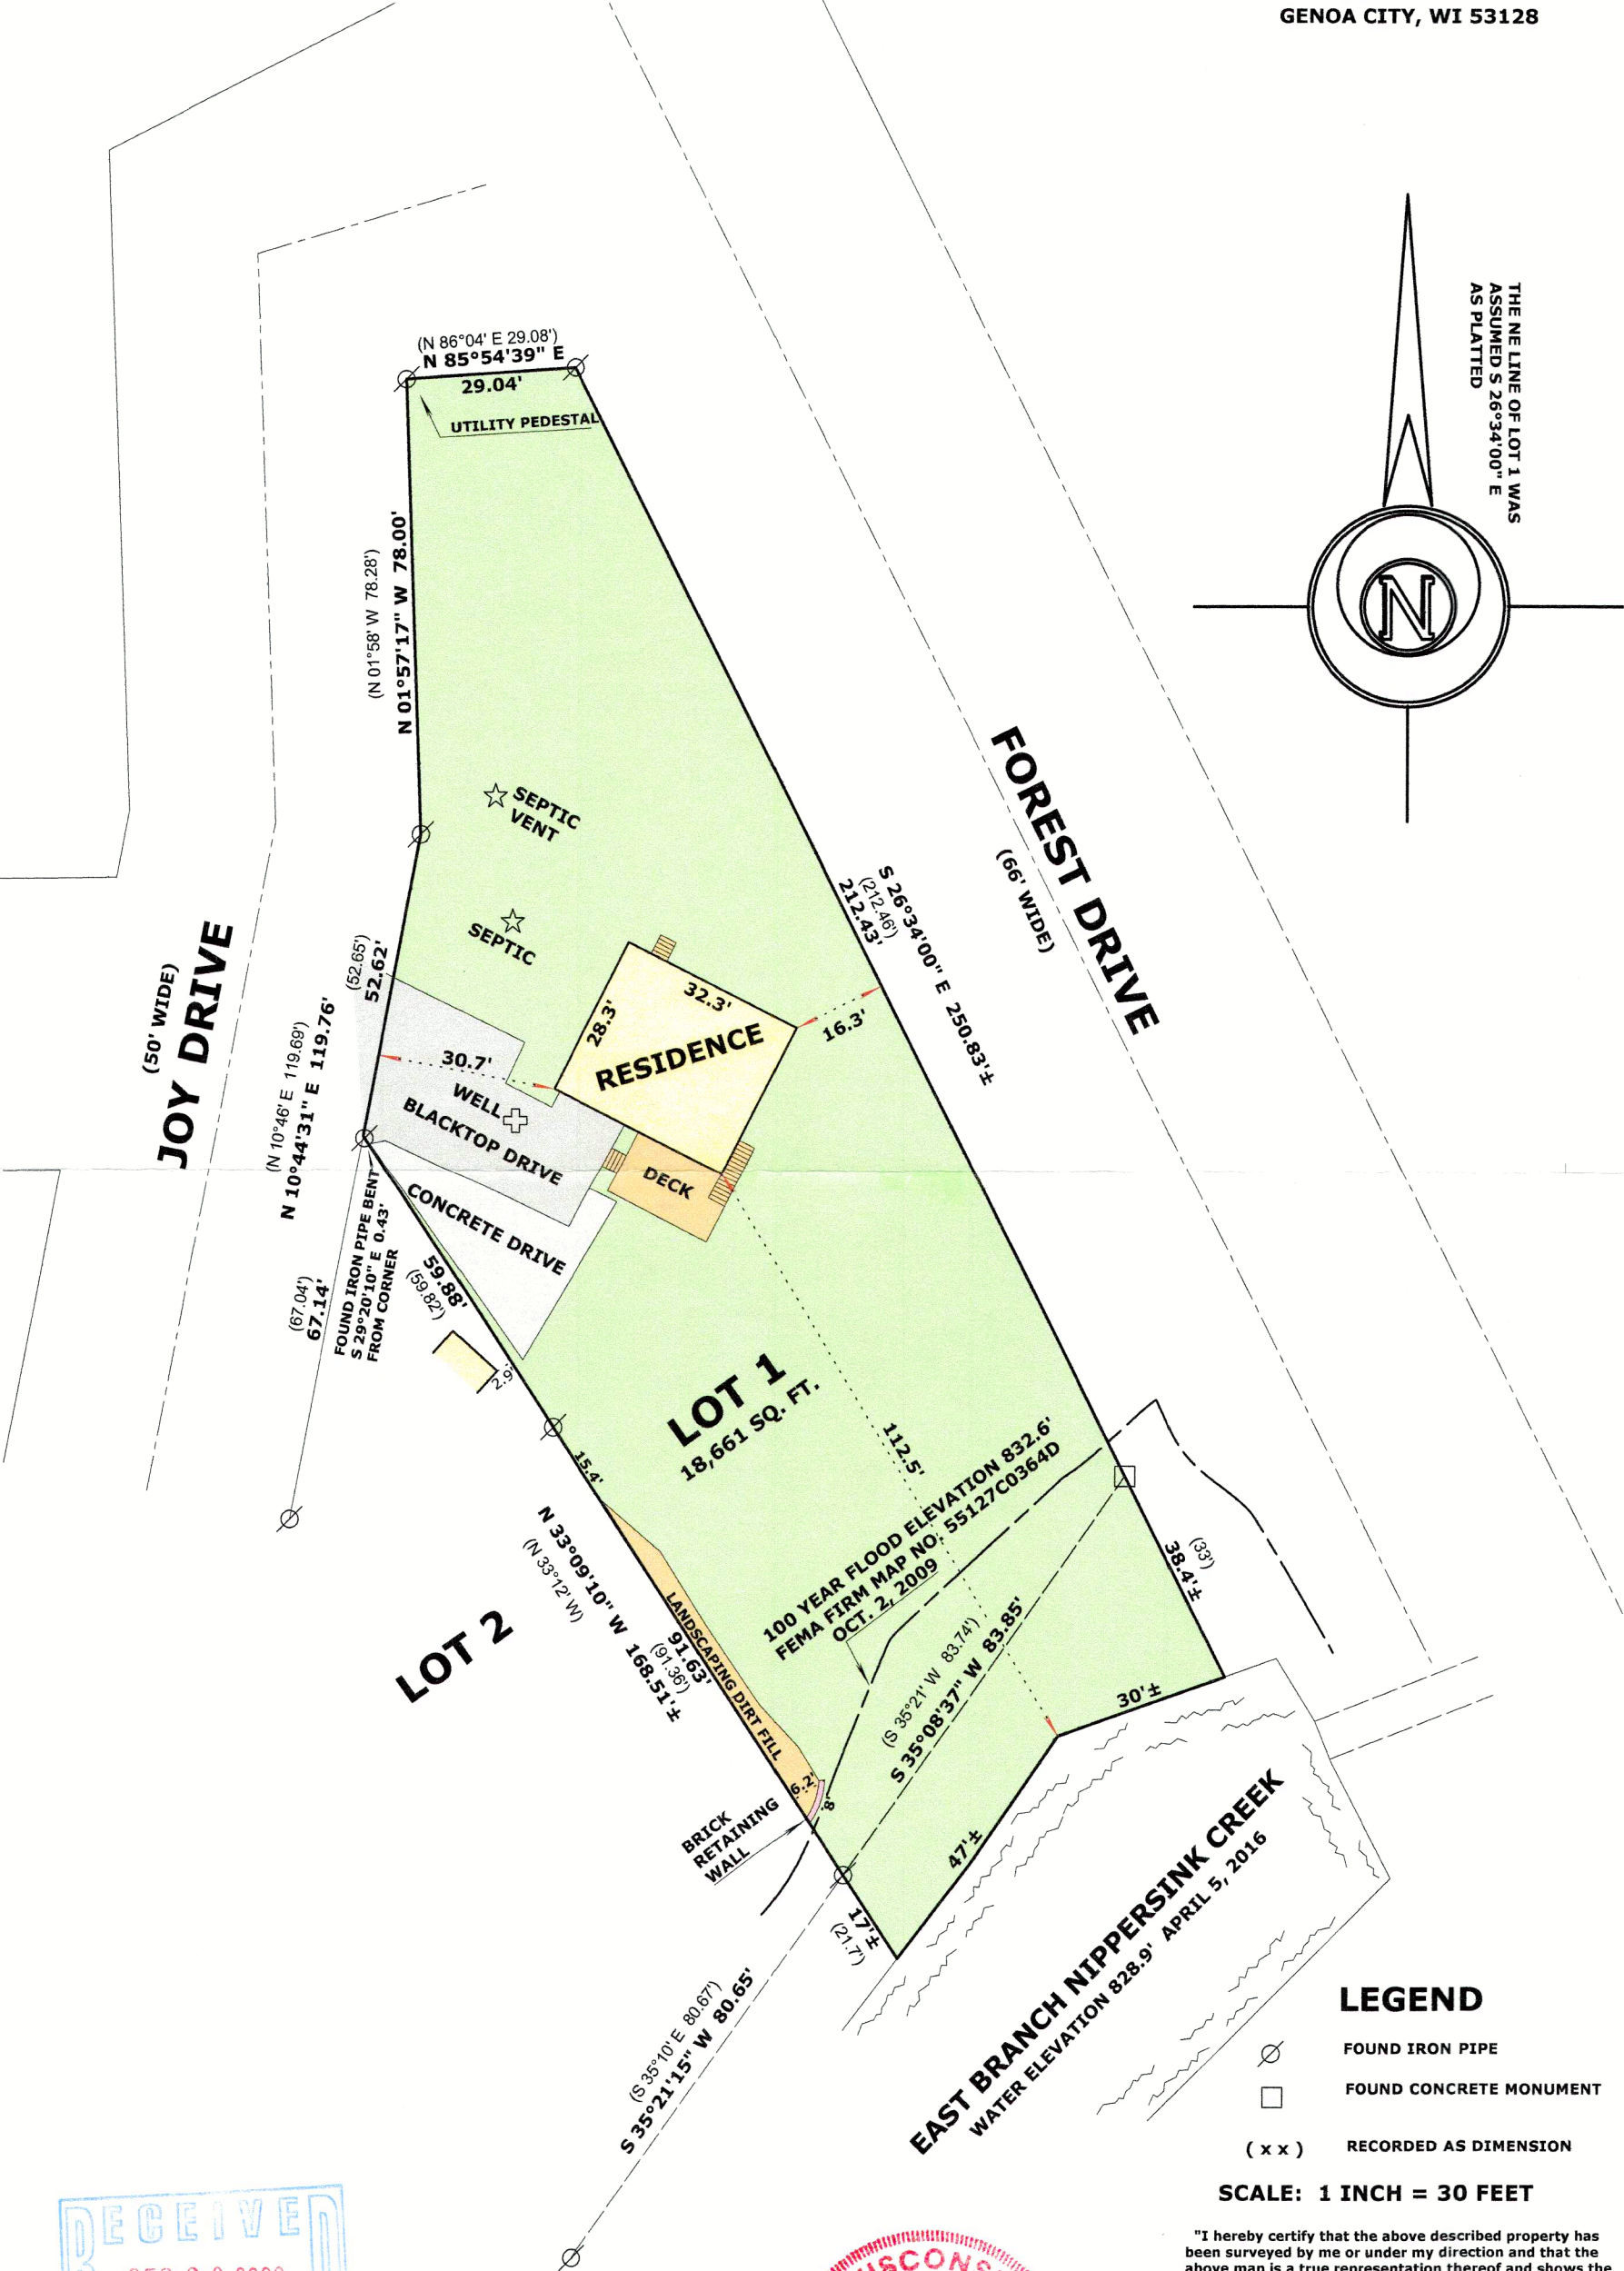 GENOA CITY, WI 53128
THE NE LINE OF LOT 1 WAS
ASSUMED S 26°34'00" E
AS PLATTED
N
(N 86°04' E 29.08')
N 85°54'39" E
29.04'
UTILITY PEDESTAL
(N 01°58' W 78.28')
N 01°57'17" W 78.00'
SEPTIC
VENT
SEPTIC
FOREST DRIVE
(66' WIDE)
S 26°34'00" E 250.83'±
(212.46')
212.43'
(50' WIDE)
JOY DRIVE
(52.65')
52.62'
(N 10°46' E 119.69')
N 10°44'31" E 119.76'
(67.04')
67.14'
32.3'
28.3'
RESIDENCE
16.3'
30.7'
WELL
BLACKTOP DRIVE
DECK
CONCRETE DRIVE
FOUND IRON PIPE BENT
S 29°20'10" E 0.43'
FROM CORNER
59.88'
(59.82')
2.9'
LOT 1
18,661 SQ. FT.
112.5'
15.4'
100 YEAR FLOOD ELEVATION 832.6'
FEMA FIRM MAP NO. 55127C0364D
OCT. 2, 2009
N 33°09'10" W 168.51'±
(N 33°12' W)
LANDSCAPING DIRT FILL
91.63'
(91.36')
LOT 2
(S 35°21' W 83.74')
S 35°08'37" W 83.85'
(33')
38.4'±
30'±
47'±
6.2'
8'
BRICK
RETAINING
WALL
17'±
(21.7')
EAST BRANCH NIPPERSINK CREEK
WATER ELEVATION 828.9' APRIL 5, 2016
(S 35°10' E 80.67')
S 35°21'15" W 80.65'
LEGEND
FOUND IRON PIPE
FOUND CONCRETE MONUMENT
( x x ) RECORDED AS DIMENSION
SCALE: 1 INCH = 30 FEET
"I hereby certify that the above described property has
been surveyed by me or under my direction and that the
above map is a true representation thereof and shows the
RECEIVED